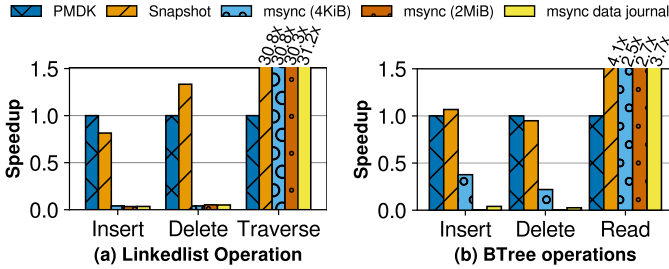 PMDK Snapshot msync (4KiB) msync (2MiB) msync data journal
30.8x
30.8x
30.3x
31.2x
4.1x
2.5x
2.7x
3.7x
Speedup
1.5
1.0
0.5
0.0
Insert Delete Traverse
(a) Linkedlist Operation
Speedup
1.5
1.0
0.5
0.0
Insert Delete Read
(b) BTree operations